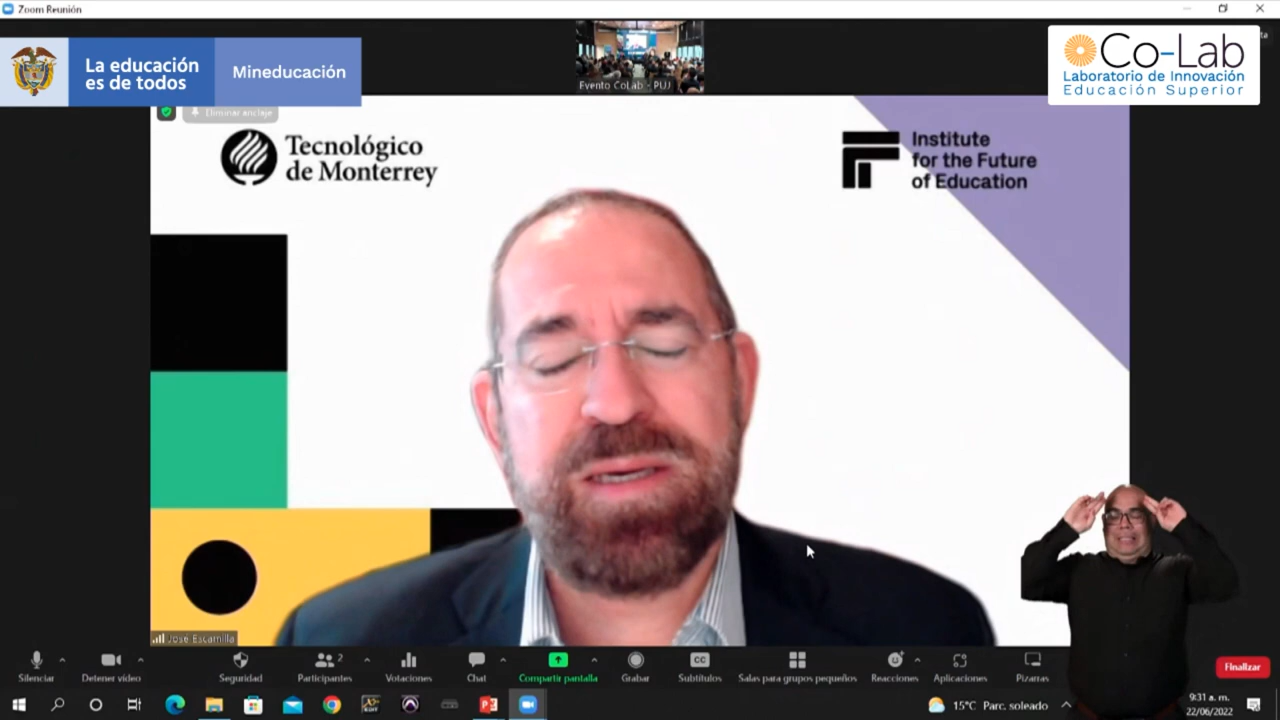 Zoom Reunión
La educación
es de todos
Mineducación
Evento CoLab - PUJ
Co-Lab
Laboratorio de Innovación
Educación Superior
Eliminar anclaje
Tecnológico
de Monterrey
Institute
for the Future
of Education
José Escamilla
Silenciar
Detener video
Seguridad
Participantes
2
Votaciones
Chat
Compartir pantalla
Grabar
CC
Subtítulos
Salas para grupos pequeños
Reacciones
Aplicaciones
Pizarras
Finalizar
15°C Parc. soleado
9:31 a. m.
22/06/2022